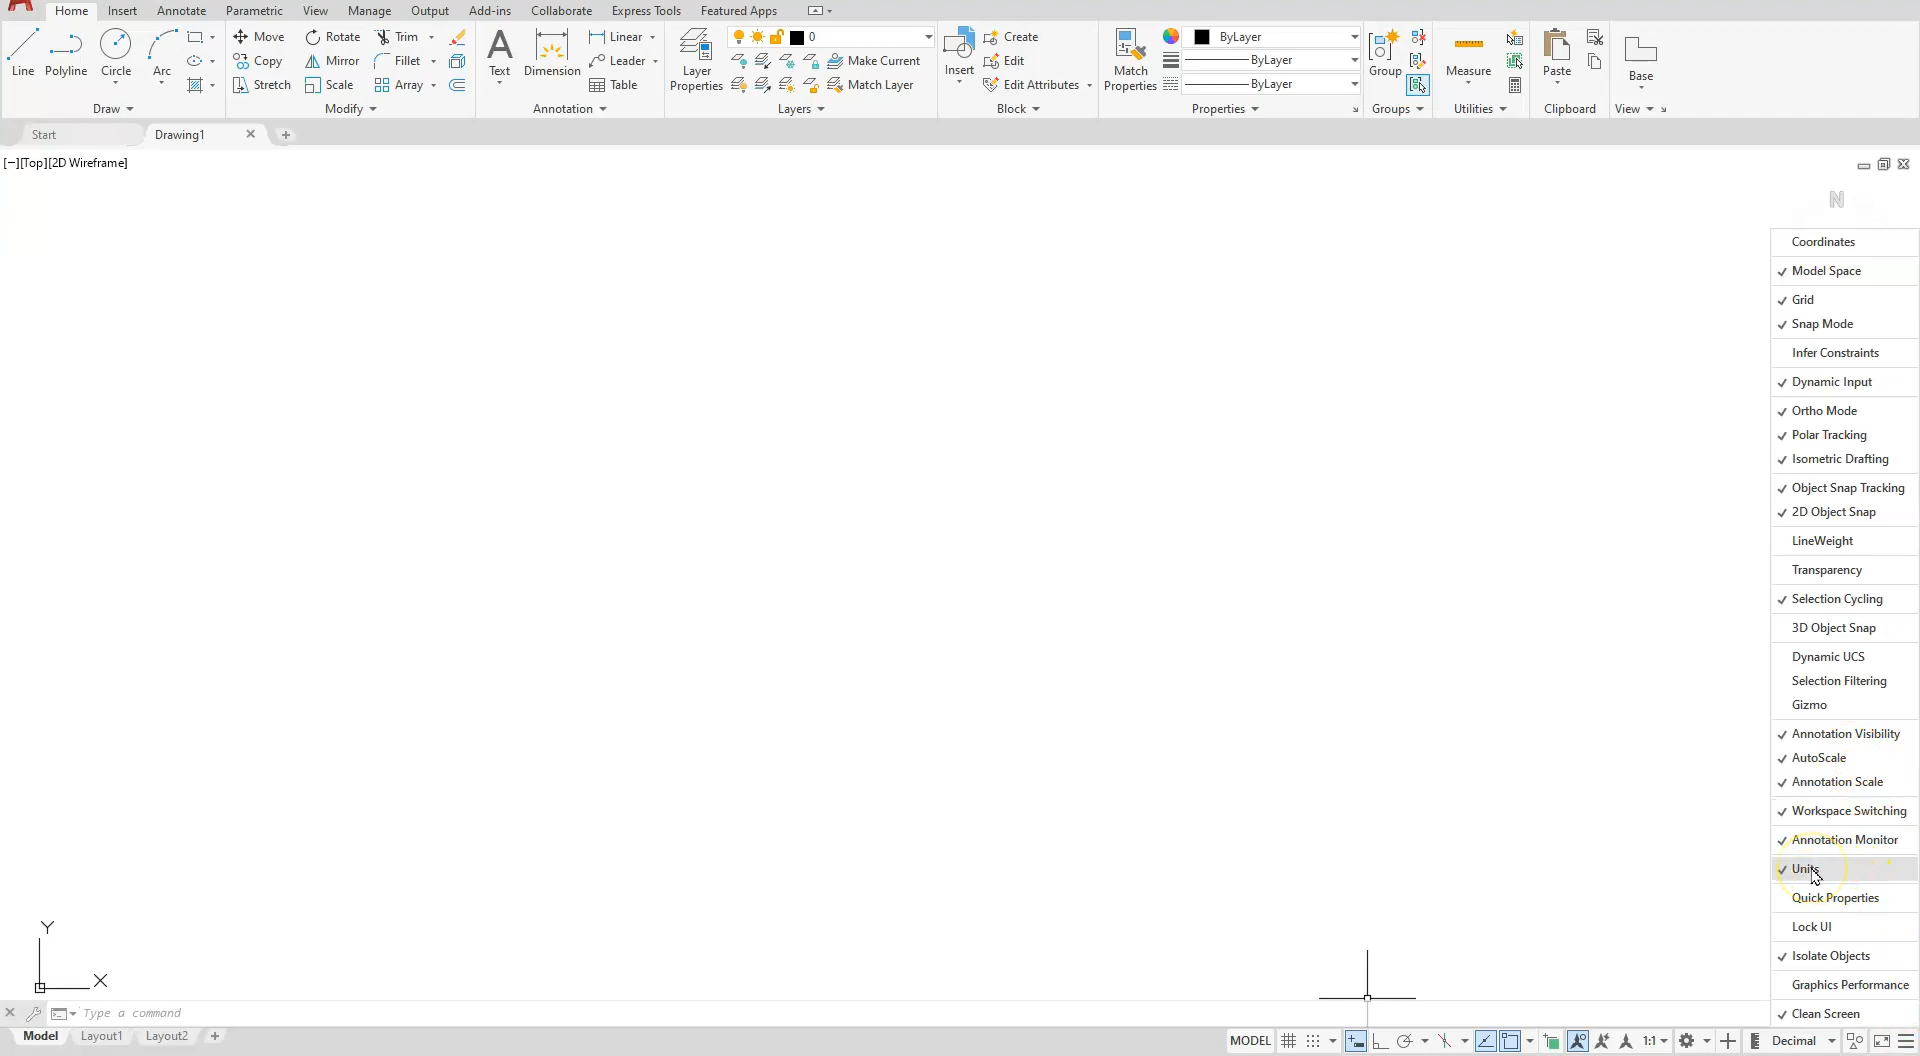 Home Insert Annotate Parametric View Manage Output Add-ins Collaborate Express Tools Featured Apps
Line Polyline Circle Arc
Move Rotate Trim
Copy Mirror Fillet
Stretch Scale Array
Text Dimension
Linear
Leader
Table
Layer Properties
0
Make Current
Match Layer
Insert
Create
Edit
Edit Attributes
Match Properties
ByLayer
ByLayer
ByLayer
Group
Measure
Paste
Base
Draw Modify Annotation Layers Block Properties Groups Utilities Clipboard View
Start Drawing1
[−][Top][2D Wireframe]
N
Coordinates
Model Space
Grid
Snap Mode
Infer Constraints
Dynamic Input
Ortho Mode
Polar Tracking
Isometric Drafting
Object Snap Tracking
2D Object Snap
LineWeight
Transparency
Selection Cycling
3D Object Snap
Dynamic UCS
Selection Filtering
Gizmo
Annotation Visibility
AutoScale
Annotation Scale
Workspace Switching
Annotation Monitor
Units
Quick Properties
Lock UI
Isolate Objects
Graphics Performance
Clean Screen
Y
X
Type a command
Model Layout1 Layout2
MODEL 1:1 Decimal